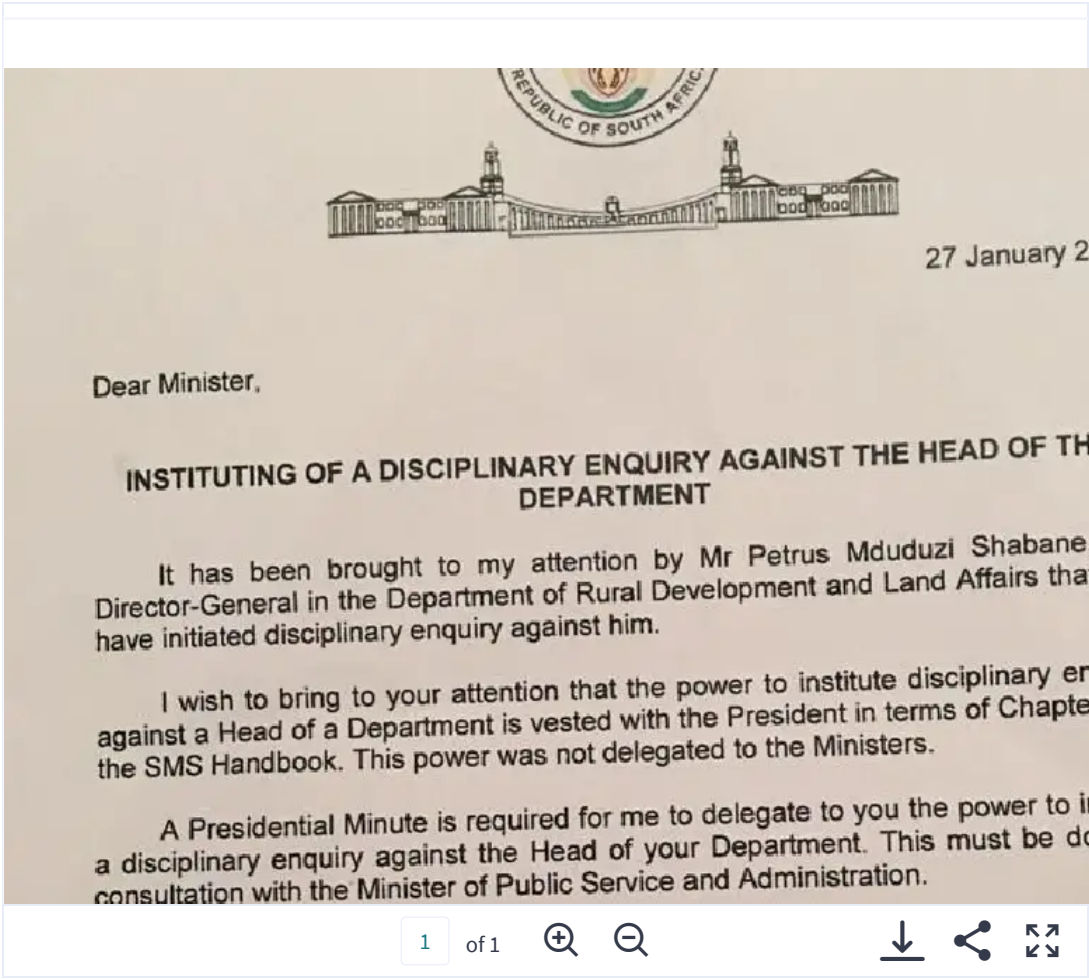 REPUBLIC OF SOUTH AFRIC
27 January 2
Dear Minister,
INSTITUTING OF A DISCIPLINARY ENQUIRY AGAINST THE HEAD OF TH
DEPARTMENT
It has been brought to my attention by Mr Petrus Mduduzi Shabane
Director-General in the Department of Rural Development and Land Affairs tha
have initiated disciplinary enquiry against him.
I wish to bring to your attention that the power to institute disciplinary en
against a Head of a Department is vested with the President in terms of Chapte
the SMS Handbook. This power was not delegated to the Ministers.
A Presidential Minute is required for me to delegate to you the power to i
a disciplinary enquiry against the Head of your Department. This must be do
consultation with the Minister of Public Service and Administration.
1 of 1